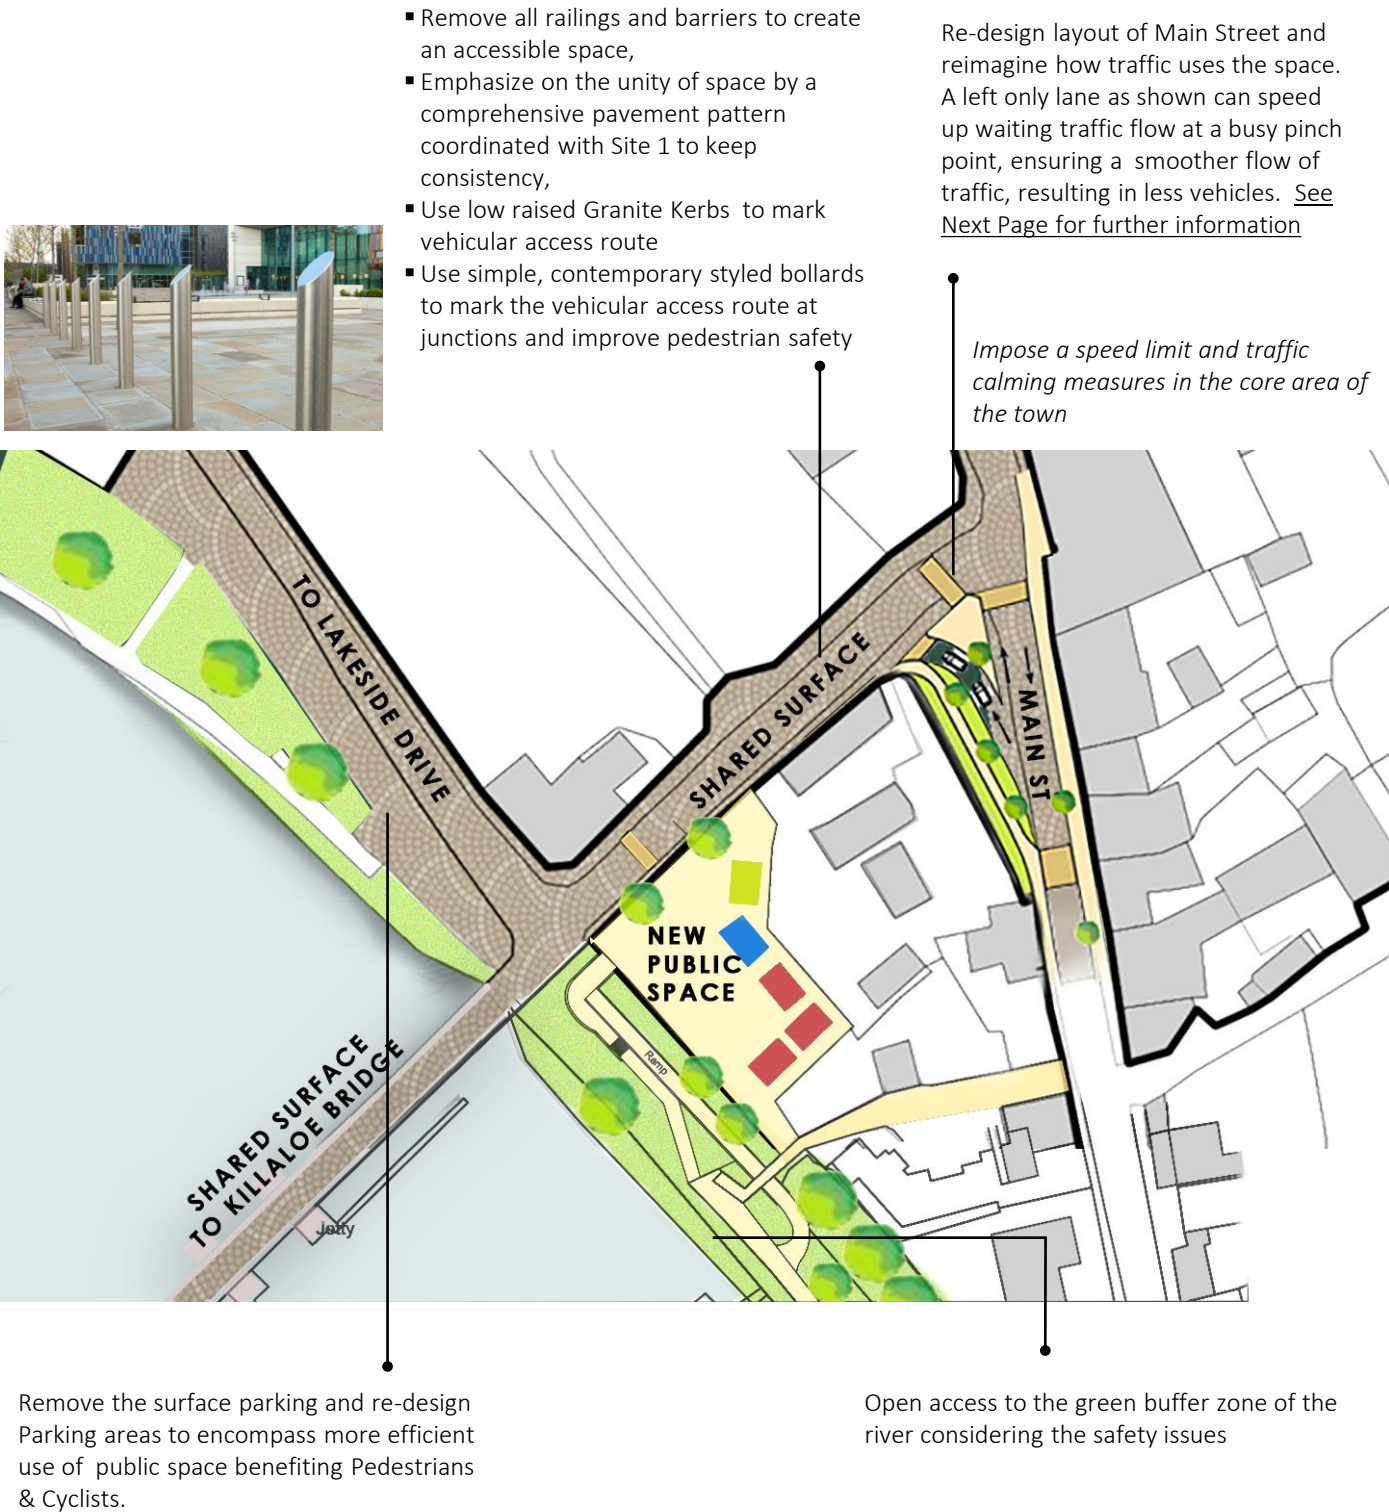 ▪ Remove all railings and barriers to create
an accessible space,
▪ Emphasize on the unity of space by a
comprehensive pavement pattern
coordinated with Site 1 to keep
consistency,
▪ Use low raised Granite Kerbs  to mark
vehicular access route
▪ Use simple, contemporary styled bollards
to mark the vehicular access route at
junctions and improve pedestrian safety
Re-design layout of Main Street and
reimagine how traffic uses the space.
A left only lane as shown can speed
up waiting traffic flow at a busy pinch
point, ensuring a  smoother flow of
traffic, resulting in less vehicles.  See
Next Page for further information
Impose a speed limit and traffic
calming measures in the core area of
the town
TO LAKESIDE DRIVE
SHARED SURFACE
MAIN ST
NEW
PUBLIC
SPACE
Ramp
SHARED SURFACE
TO KILLALOE BRIDGE
Jetty
Remove the surface parking and re-design
Parking areas to encompass more efficient
use of  public space benefiting Pedestrians
& Cyclists.
Open access to the green buffer zone of the
river considering the safety issues